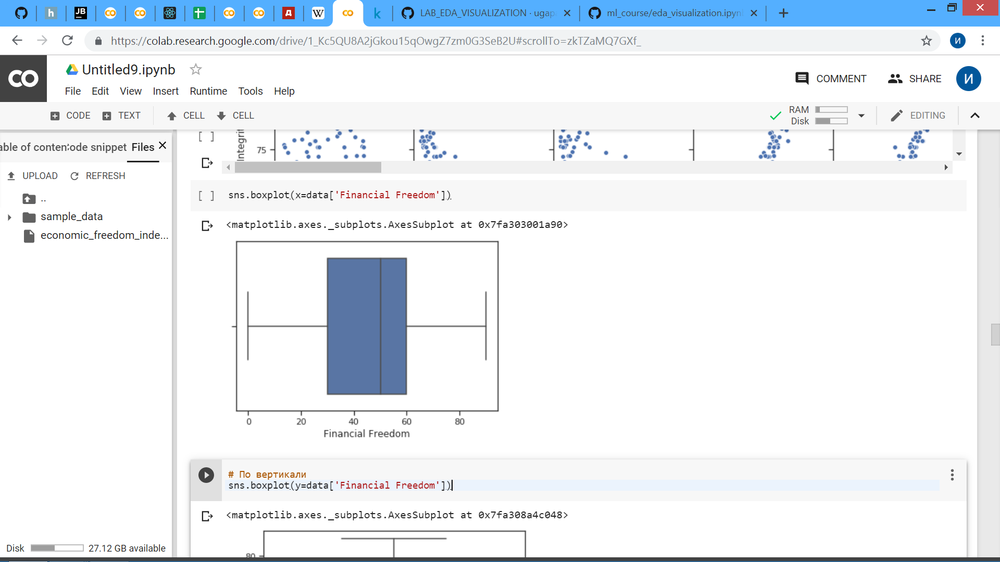 LAB_EDA_VISUALIZATION · ugap
ml_course/eda_visualization.ipyn
https://colab.research.google.com/drive/1_Kc5QU8A2jGkou15qOwgZ7zm0G3SeB2U#scrollTo=zkTZaMQ7GXf_
И
Untitled9.ipynb
File Edit View Insert Runtime Tools Help
COMMENT
SHARE
И
CODE TEXT CELL CELL
RAM
Disk
EDITING
able of conten
ode snippet
Files
UPLOAD REFRESH
..
sample_data
economic_freedom_inde...
Disk 27.12 GB available
[ ]
Integri
75
[ ] sns.boxplot(x=data['Financial Freedom'])
<matplotlib.axes._subplots.AxesSubplot at 0x7fa303001a90>
0 20 40 60 80
Financial Freedom
# По вертикали
sns.boxplot(y=data['Financial Freedom'])
<matplotlib.axes._subplots.AxesSubplot at 0x7fa308a4c048>
80